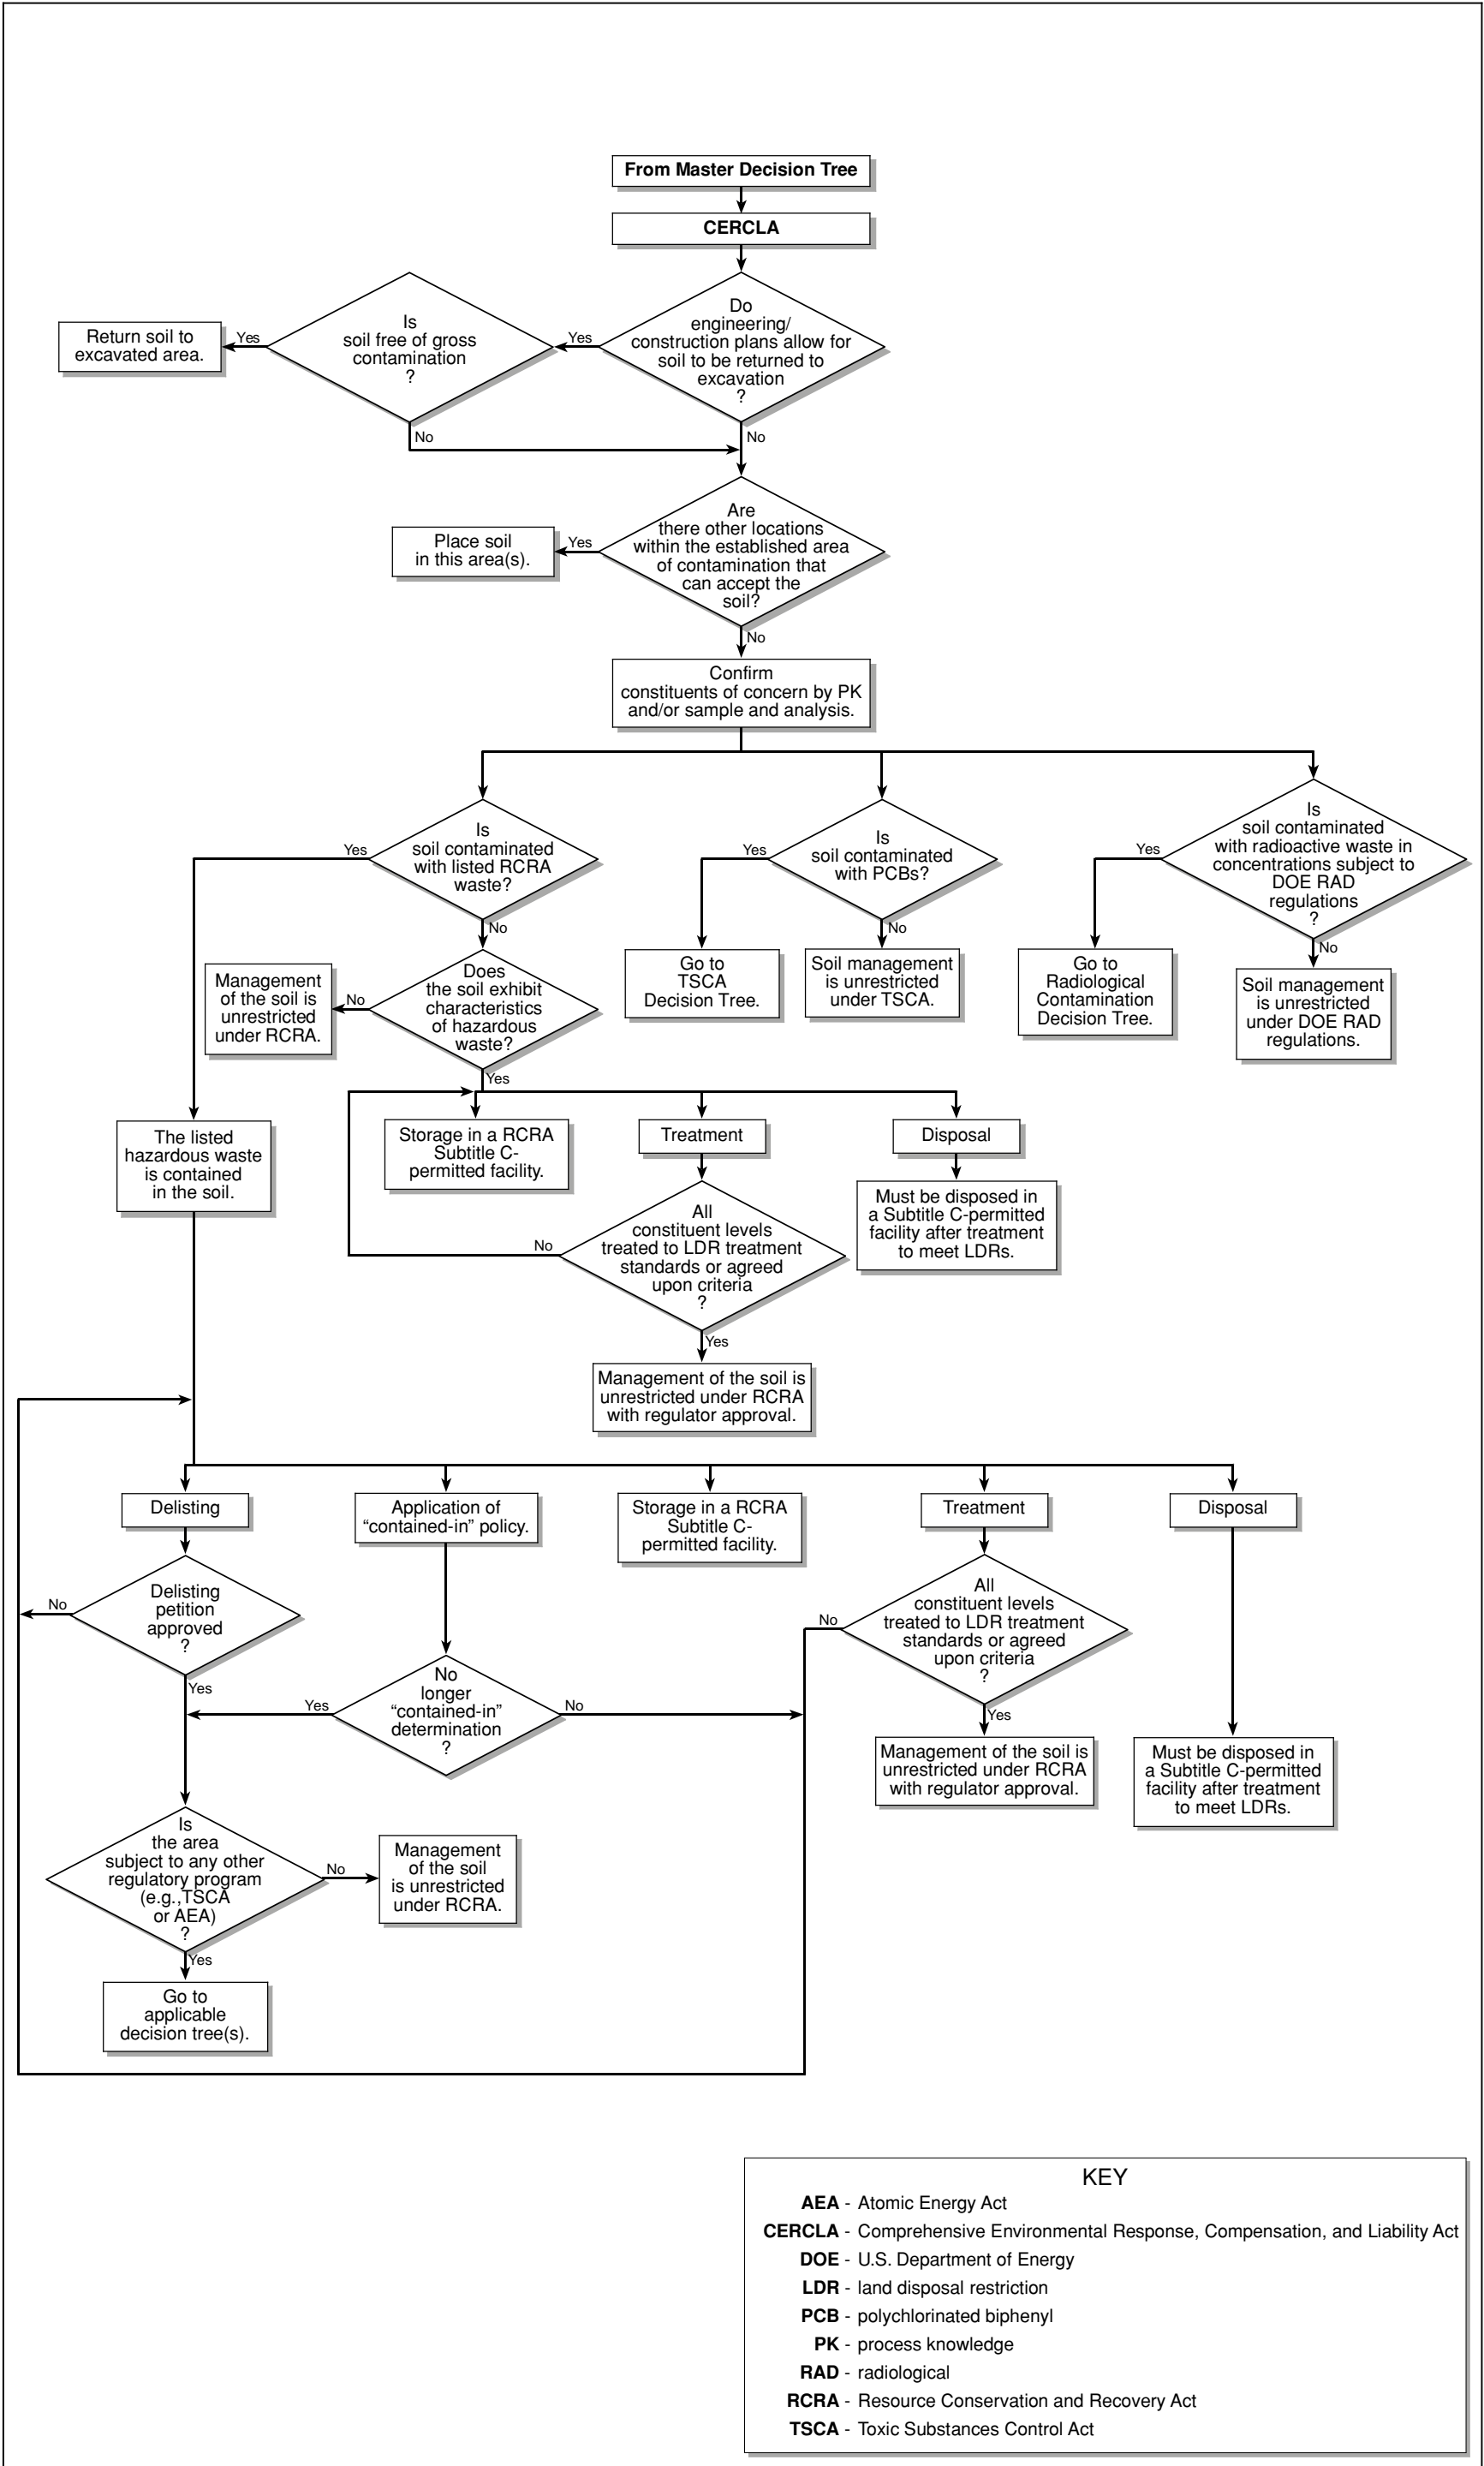 From Master Decision Tree
CERCLA
Do
engineering/
construction plans allow for
soil to be returned to
excavation
?
Yes
No
Is
soil free of gross
contamination
?
Yes
No
Return soil to
excavated area.
Are
there other locations
within the established area
of contamination that
can accept the
soil?
Yes
No
Place soil
in this area(s).
Confirm
constituents of concern by PK
and/or sample and analysis.
Is
soil contaminated
with listed RCRA
waste?
Yes
No
Is
soil contaminated
with PCBs?
Yes
No
Is
soil contaminated
with radioactive waste in
concentrations subject to
DOE RAD
regulations
?
Yes
No
Management
of the soil is
unrestricted
under RCRA.
No
Does
the soil exhibit
characteristics
of hazardous
waste?
Yes
Go to
TSCA
Decision Tree.
Soil management
is unrestricted
under TSCA.
Go to
Radiological
Contamination
Decision Tree.
Soil management
is unrestricted
under DOE RAD
regulations.
The listed
hazardous waste
is contained
in the soil.
Storage in a RCRA
Subtitle C-
permitted facility.
Treatment
Disposal
All
constituent levels
treated to LDR treatment
standards or agreed
upon criteria
?
No
Yes
Must be disposed in
a Subtitle C-permitted
facility after treatment
to meet LDRs.
Management of the soil is
unrestricted under RCRA
with regulator approval.
Delisting
Application of
“contained-in” policy.
Storage in a RCRA
Subtitle C-
permitted facility.
Treatment
Disposal
Delisting
petition
approved
?
No
Yes
No
longer
“contained-in”
determination
?
Yes
No
All
constituent levels
treated to LDR treatment
standards or agreed
upon criteria
?
No
Yes
Management of the soil is
unrestricted under RCRA
with regulator approval.
Must be disposed in
a Subtitle C-permitted
facility after treatment
to meet LDRs.
Is
the area
subject to any other
regulatory program
(e.g.,TSCA
or AEA)
?
No
Yes
Management
of the soil
is unrestricted
under RCRA.
Go to
applicable
decision tree(s).
KEY
AEA - Atomic Energy Act
CERCLA - Comprehensive Environmental Response, Compensation, and Liability Act
DOE - U.S. Department of Energy
LDR - land disposal restriction
PCB - polychlorinated biphenyl
PK - process knowledge
RAD - radiological
RCRA - Resource Conservation and Recovery Act
TSCA - Toxic Substances Control Act